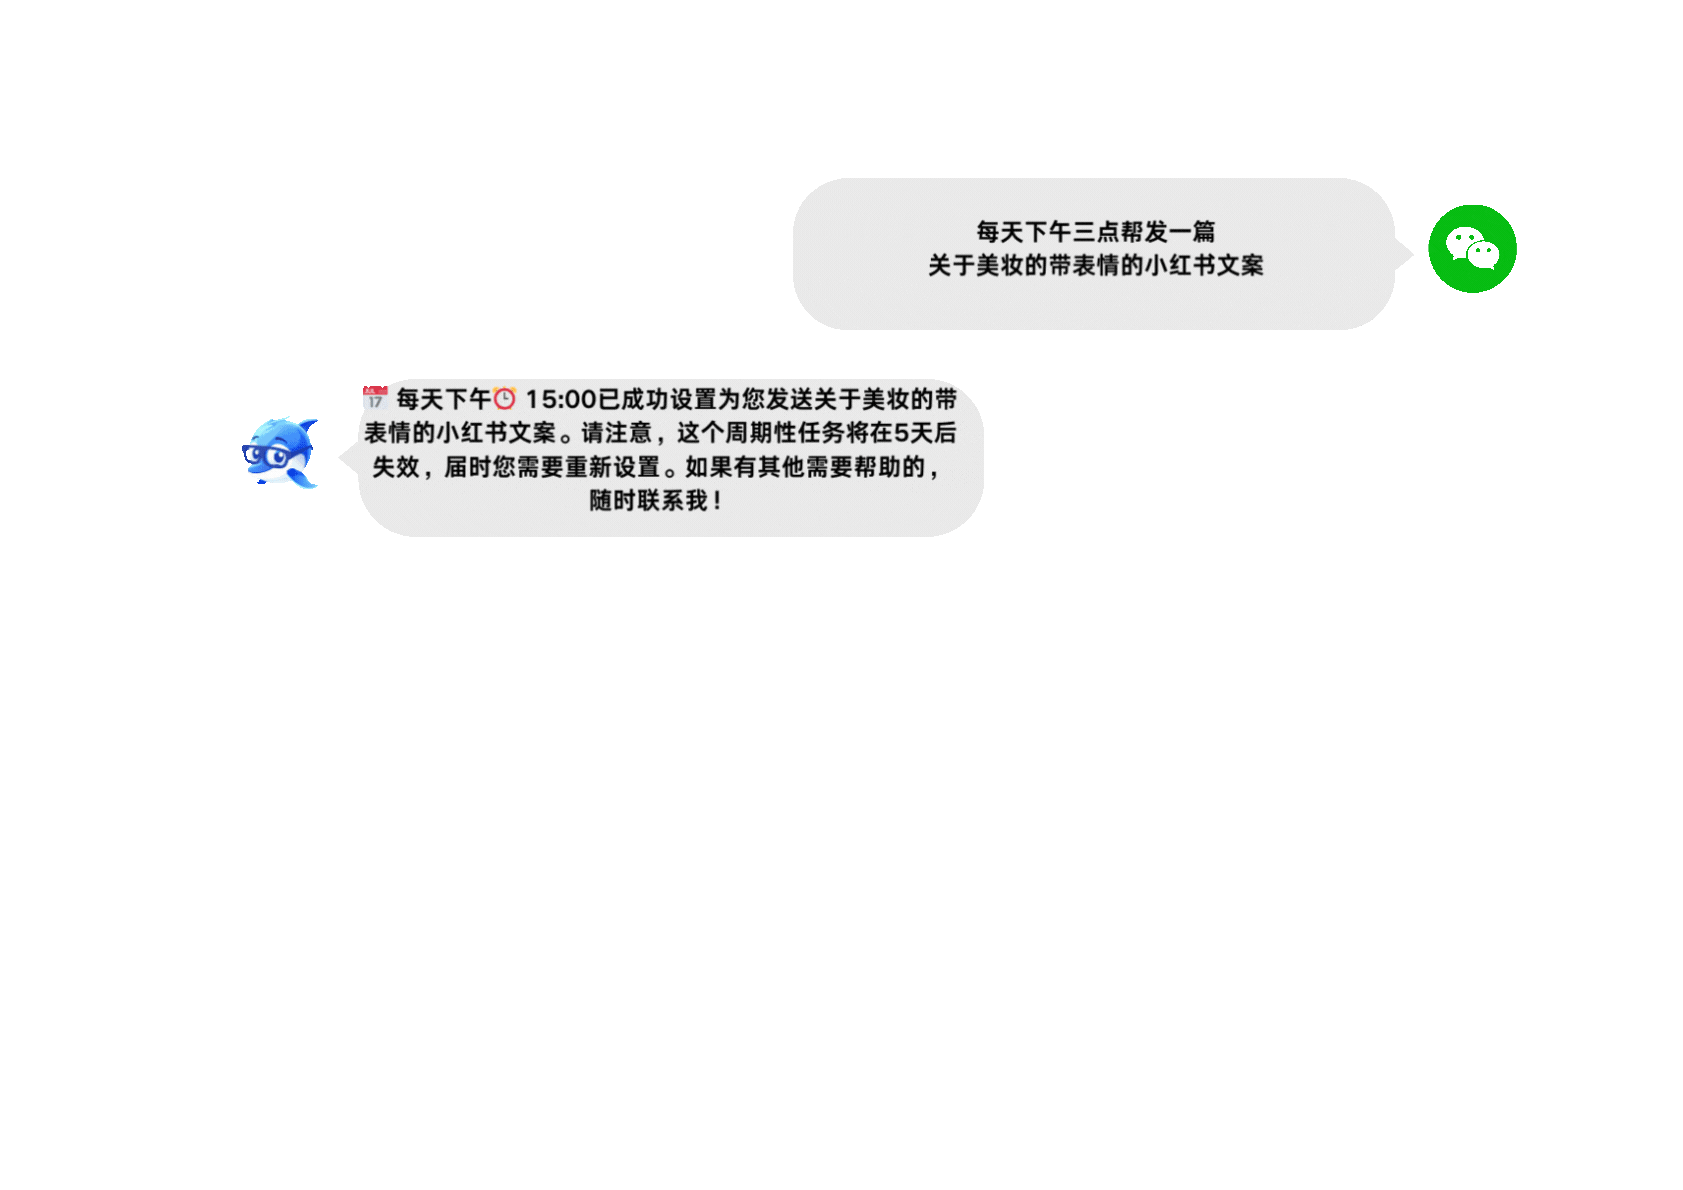 每天下午三点帮发一篇
关于美妆的带表情的小红书文案
📅 每天下午⏰ 15:00已成功设置为您发送关于美妆的带
表情的小红书文案。请注意，这个周期性任务将在5天后
失效，届时您需要重新设置。如果有其他需要帮助的，
随时联系我！